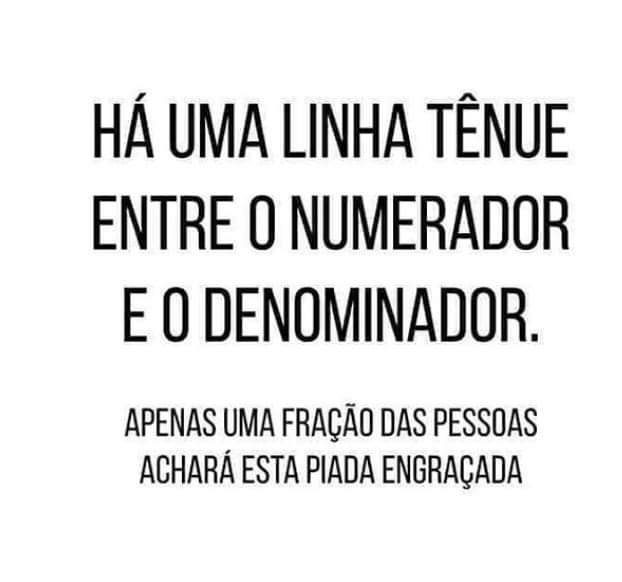 HÁ UMA LINHA TÊNUE
ENTRE O NUMERADOR
E O DENOMINADOR.
APENAS UMA FRAÇÃO DAS PESSOAS
ACHARÁ ESTA PIADA ENGRAÇADA